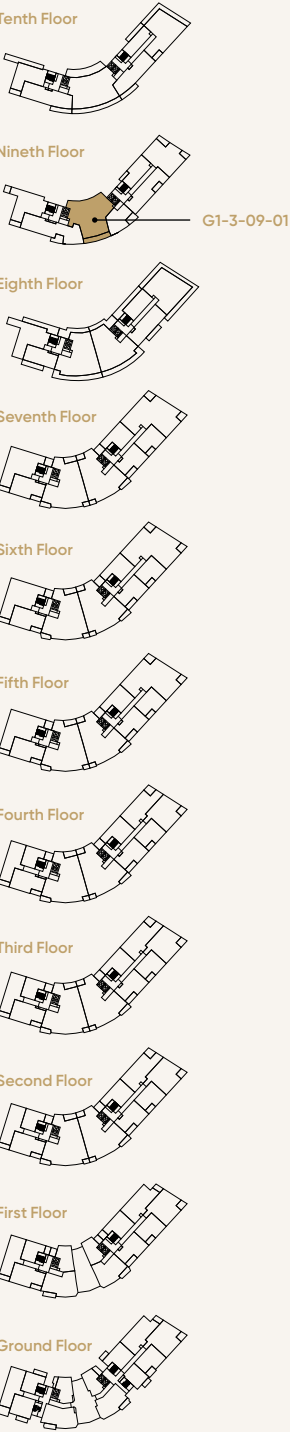 Tenth Floor
Nineth Floor
G1-3-09-01
Eighth Floor
Seventh Floor
Sixth Floor
Fifth Floor
Fourth Floor
Third Floor
Second Floor
First Floor
Ground Floor